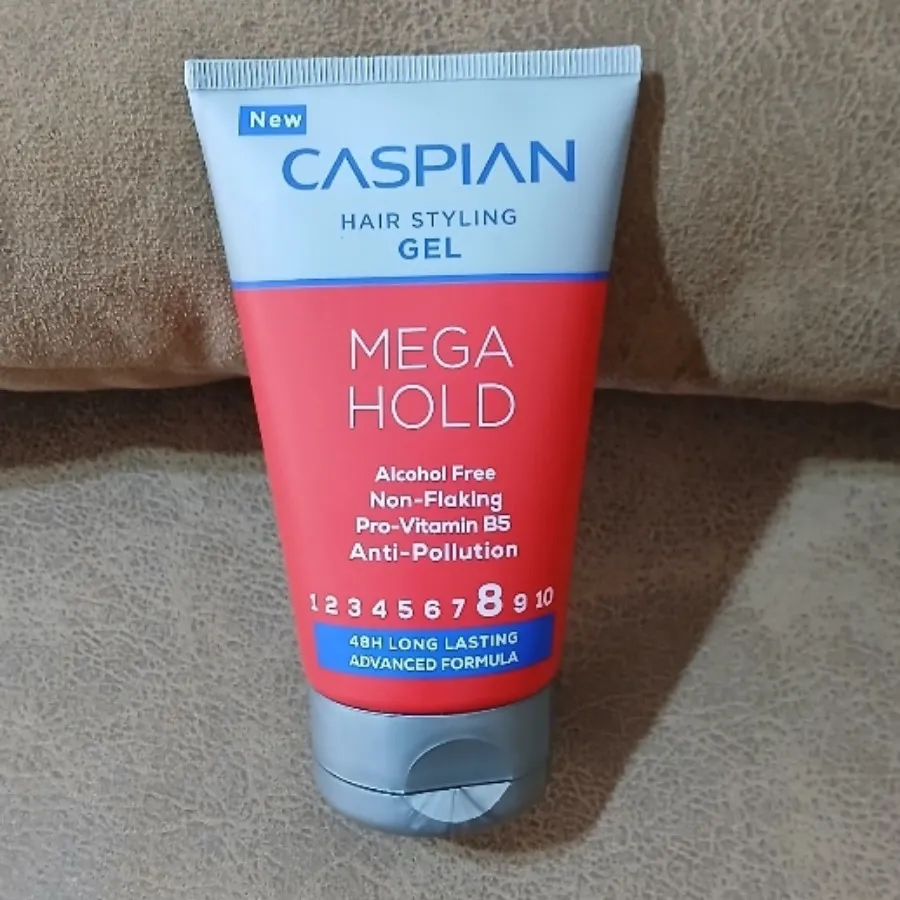 New
CASPIAN
HAIR STYLING
GEL
MEGA
HOLD
Alcohol Free
Non-Flaking
Pro-Vitamin B5
Anti-Pollution
1 2 3 4 5 6 7 8 9 10
48H LONG LASTING
ADVANCED FORMULA